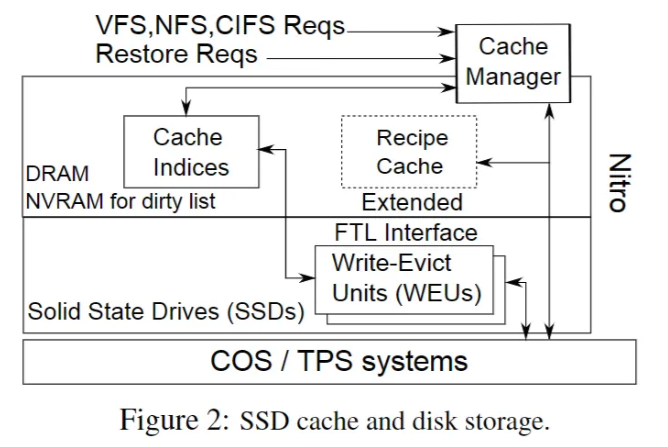 VFS,NFS,CIFS Reqs
Restore Reqs
Cache
Manager
Cache
Indices
Recipe
Cache
DRAM
NVRAM for dirty list
Extended
Nitro
FTL Interface
Write-Evict
Units (WEUs)
Solid State Drives (SSDs)
COS / TPS systems
Figure 2: SSD cache and disk storage.